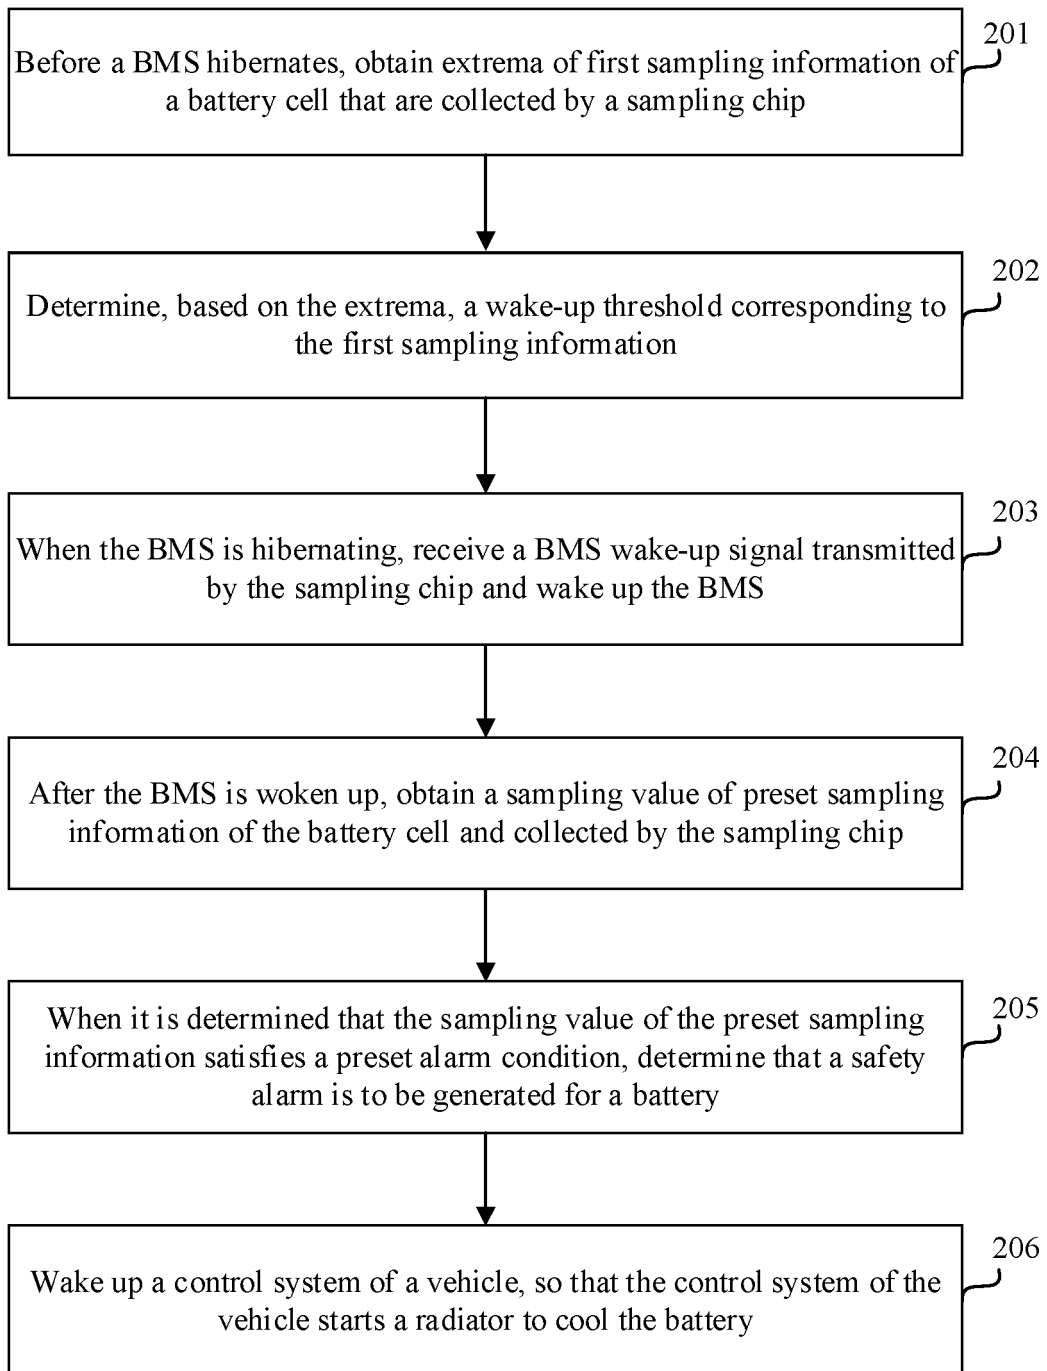 201
Before a BMS hibernates, obtain extrema of first sampling information of
a battery cell that are collected by a sampling chip
202
Determine, based on the extrema, a wake-up threshold corresponding to
the first sampling information
203
When the BMS is hibernating, receive a BMS wake-up signal transmitted
by the sampling chip and wake up the BMS
204
After the BMS is woken up, obtain a sampling value of preset sampling
information of the battery cell and collected by the sampling chip
205
When it is determined that the sampling value of the preset sampling
information satisfies a preset alarm condition, determine that a safety
alarm is to be generated for a battery
206
Wake up a control system of a vehicle, so that the control system of the
vehicle starts a radiator to cool the battery